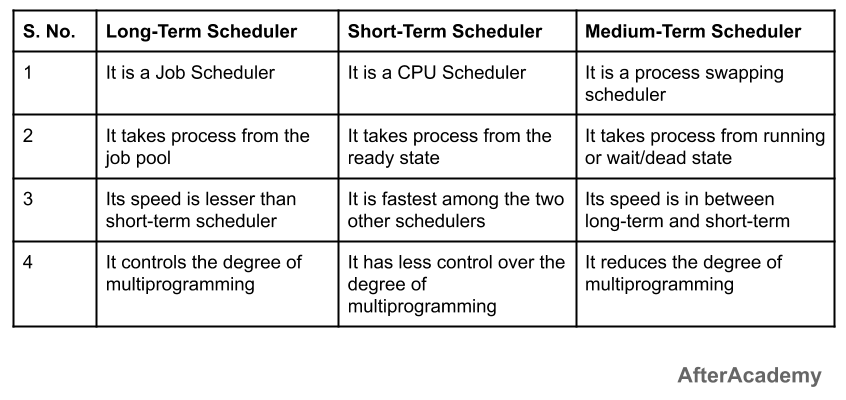 S. No. Long-Term Scheduler Short-Term Scheduler Medium-Term Scheduler
1 It is a Job Scheduler It is a CPU Scheduler It is a process swapping
scheduler
2 It takes process from the It takes process from the It takes process from running
job pool ready state or wait/dead state
3 Its speed is lesser than It is fastest among the two Its speed is in between
short-term scheduler other schedulers long-term and short-term
4 It controls the degree of It has less control over the It reduces the degree of
multiprogramming degree of multiprogramming
multiprogramming
AfterAcademy